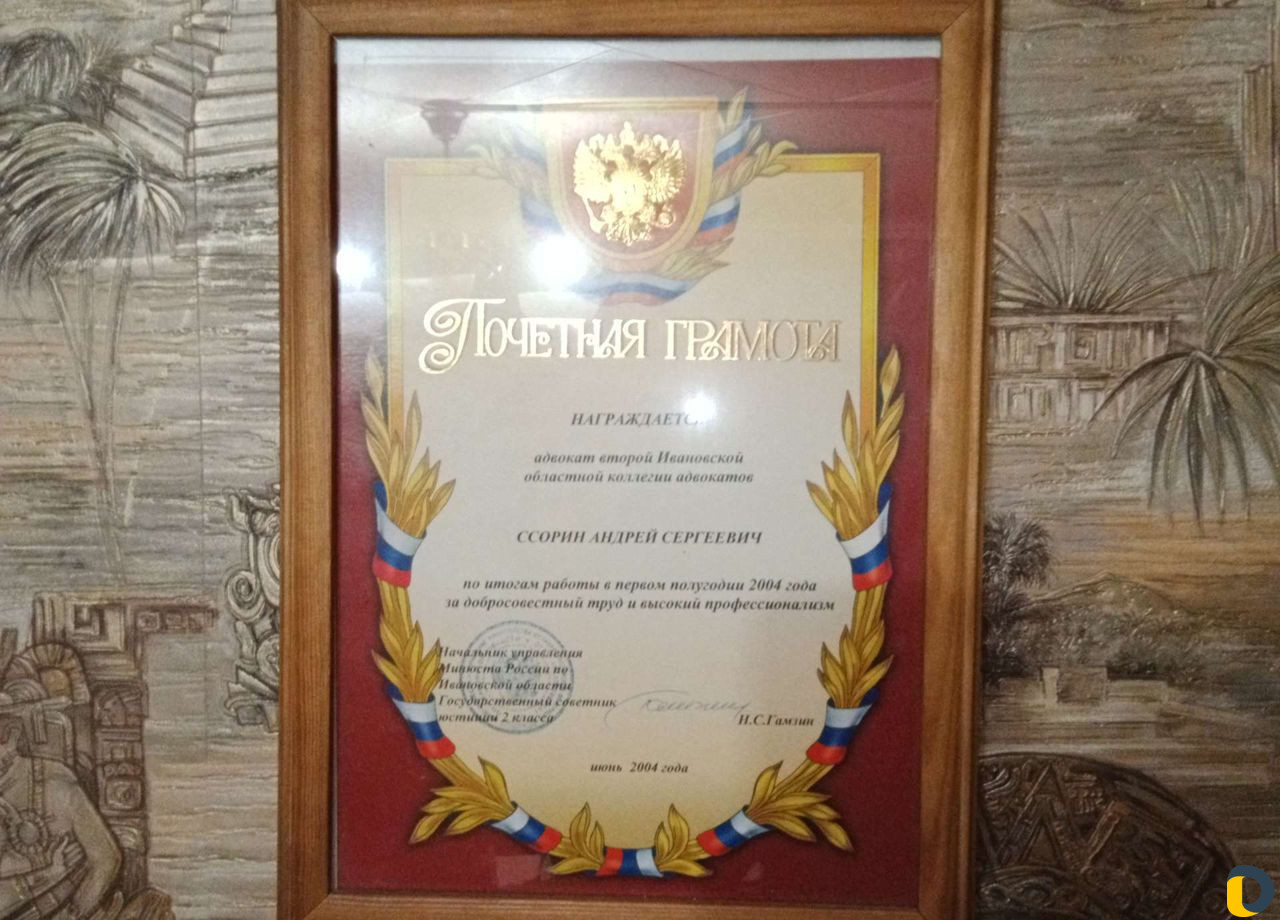 Почетная грамота
НАГРАЖДАЕТСЯ
адвокат второй Ивановской
областной коллегии адвокатов
ССОРИН АНДРЕЙ СЕРГЕЕВИЧ
по итогам работы в первом полугодии 2004 года
за добросовестный труд и высокий профессионализм
Начальник управления
Минюста России по
Ивановской области
Государственный советник
юстиции 2 класса
Н.С.Гамзин
июнь 2004 года